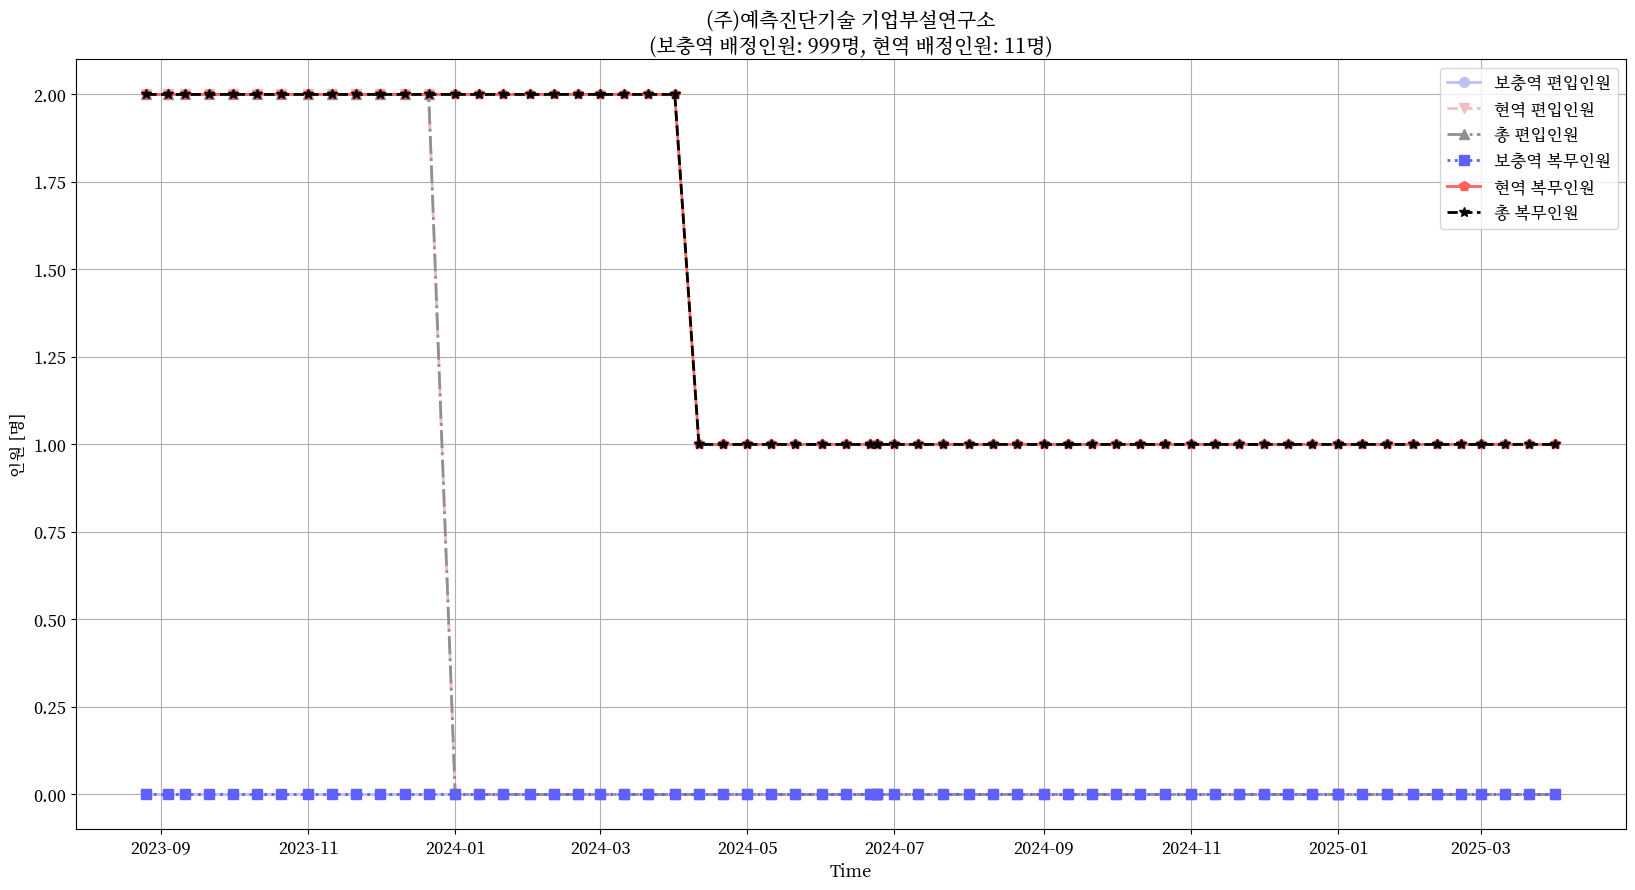 (주)예측진단기술 기업부설연구소
(보충역 배정인원: 999명, 현역 배정인원: 11명)
보충역 편입인원
현역 편입인원
총 편입인원
보충역 복무인원
현역 복무인원
총 복무인원
2.00
1.75
1.50
1.25
1.00
0.75
0.50
0.25
0.00
인원 [명]
2023-09 2023-11 2024-01 2024-03 2024-05 2024-07 2024-09 2024-11 2025-01 2025-03
Time